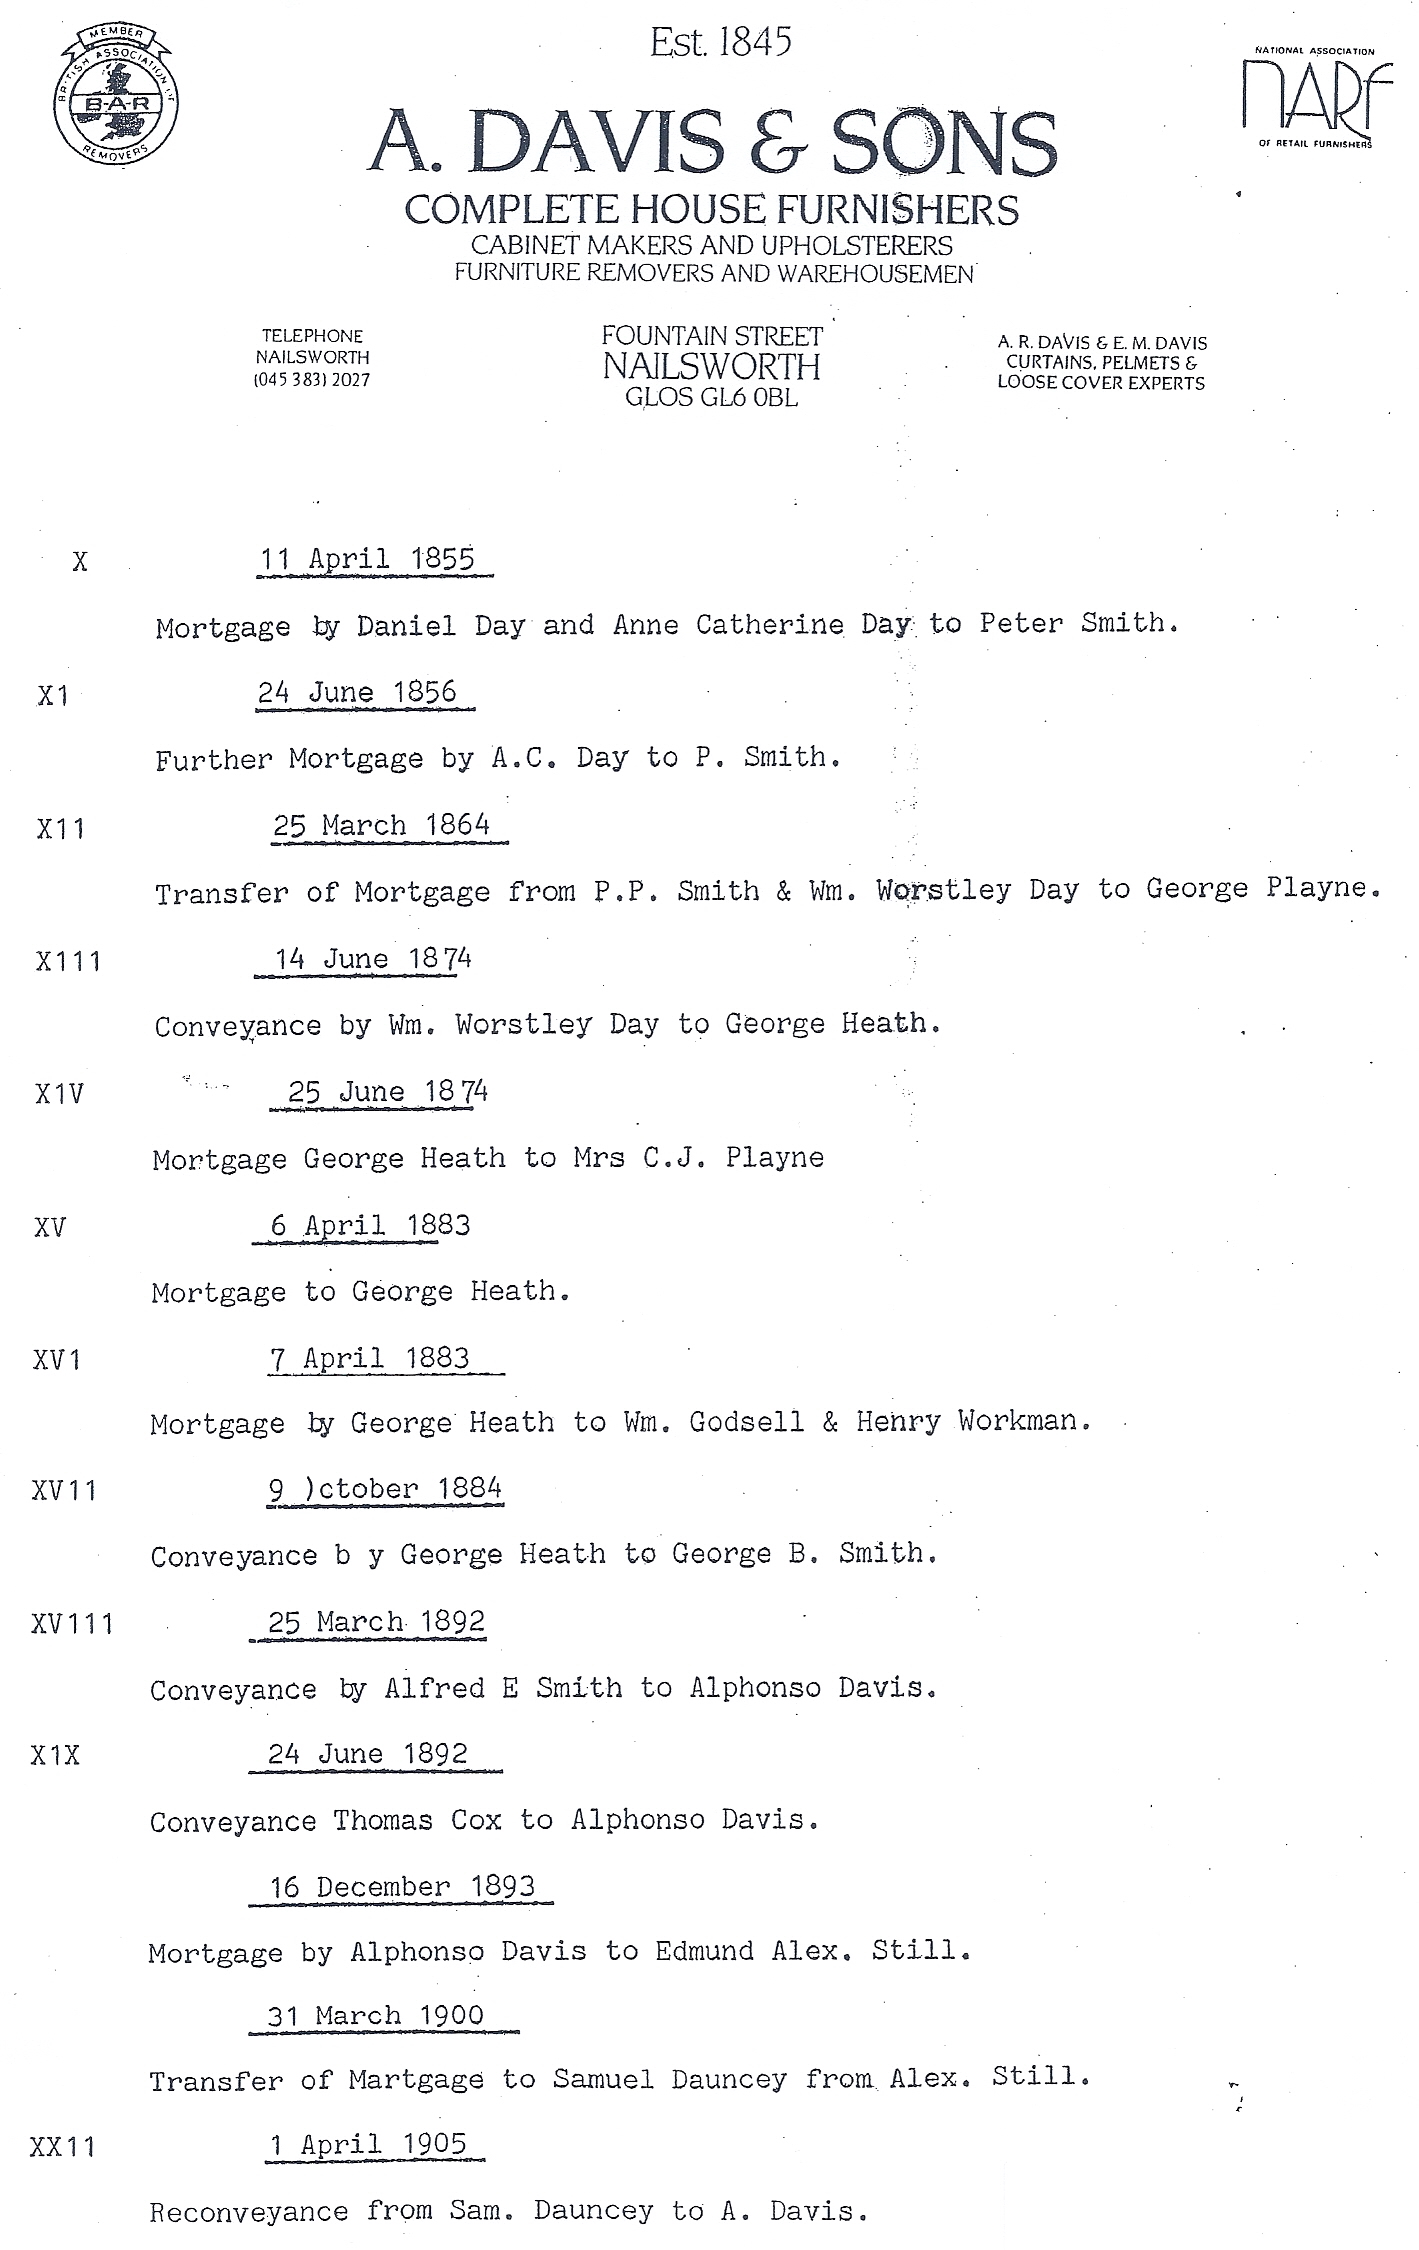 MEMBER
BRITISH ASSOCIATION OF
B-A-R
REMOVERS
Est. 1845
NATIONAL ASSOCIATION
NARF
OF RETAIL FURNISHERS
A. DAVIS & SONS
COMPLETE HOUSE FURNISHERS
CABINET MAKERS AND UPHOLSTERERS
FURNITURE REMOVERS AND WAREHOUSEMEN
TELEPHONE
NAILSWORTH
(045 383) 2027
FOUNTAIN STREET
NAILSWORTH
GLOS GL6 0BL
A. R. DAVIS & E. M. DAVIS
CURTAINS, PELMETS &
LOOSE COVER EXPERTS
X 11 April 1855
Mortgage by Daniel Day and Anne Catherine Day to Peter Smith.
X1 24 June 1856
Further Mortgage by A.C. Day to P. Smith.
X11 25 March 1864
Transfer of Mortgage from P.P. Smith & Wm. Worstley Day to George Playne.
X111 14 June 1874
Conveyance by Wm. Worstley Day to George Heath.
X1V 25 June 1874
Mortgage George Heath to Mrs C.J. Playne
XV 6 April 1883
Mortgage to George Heath.
XV1 7 April 1883
Mortgage by George Heath to Wm. Godsell & Henry Workman.
XV11 9 )ctober 1884
Conveyance b y George Heath to George B. Smith.
XV111 25 March 1892
Conveyance by Alfred E Smith to Alphonso Davis.
X1X 24 June 1892
Conveyance Thomas Cox to Alphonso Davis.
16 December 1893
Mortgage by Alphonso Davis to Edmund Alex. Still.
31 March 1900
Transfer of Martgage to Samuel Dauncey from Alex. Still.
XX11 1 April 1905
Reconveyance from Sam. Dauncey to A. Davis.